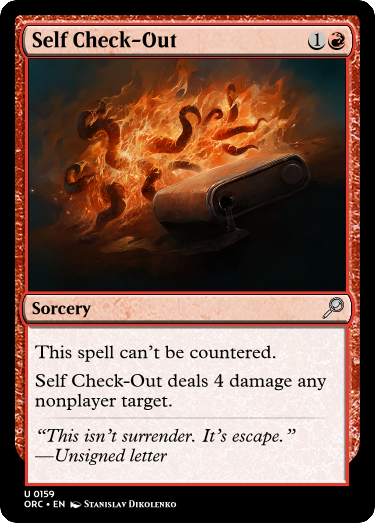 Self Check-Out 1
Sorcery
This spell can't be countered.
Self Check-Out deals 4 damage any
nonplayer target.
"This isn't surrender. It's escape."
—Unsigned letter
U 0159
ORC • EN Stanislav Dikolenko